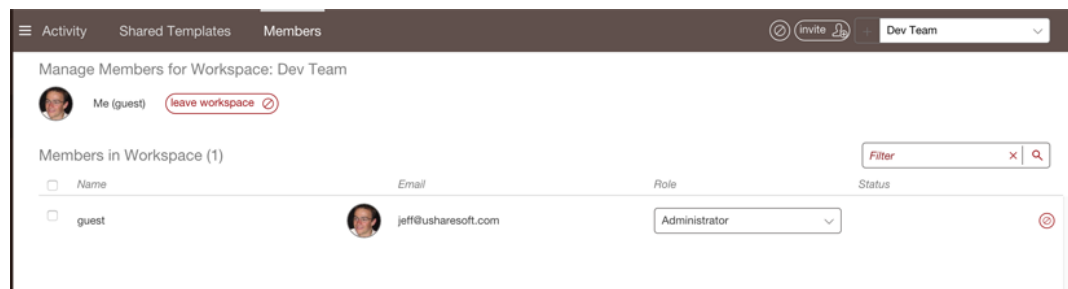 Activity Shared Templates Members invite Dev Team
Manage Members for Workspace: Dev Team
Me (guest) leave workspace
Members in Workspace (1) Filter
Name Email Role Status
guest jeff@usharesoft.com Administrator